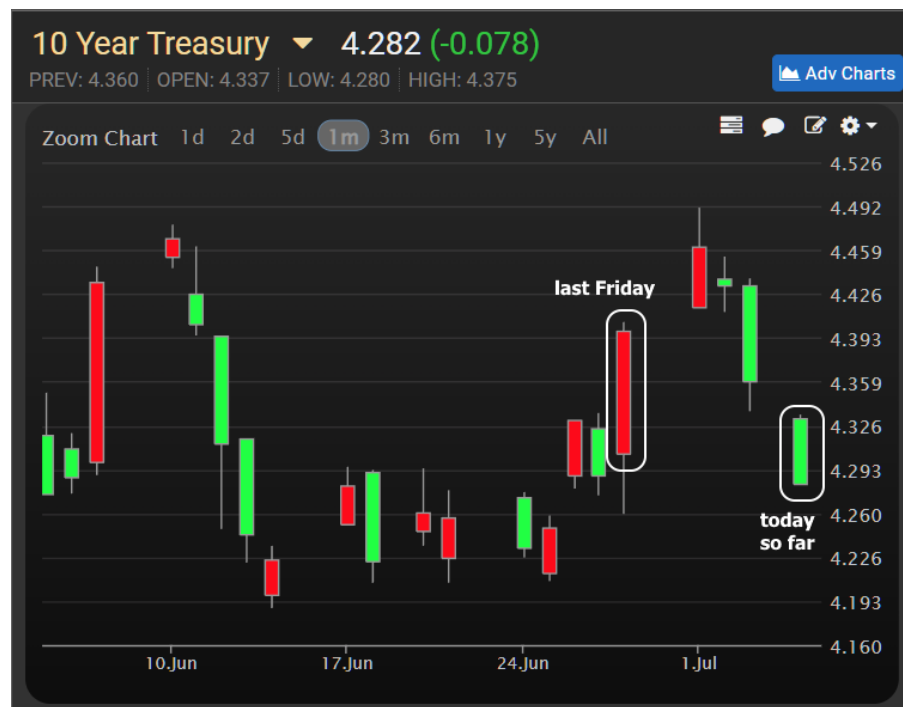 10 Year Treasury 4.282 (-0.078)
PREV: 4.360 OPEN: 4.337 LOW: 4.280 HIGH: 4.375
Adv Charts
Zoom Chart 1d 2d 5d 1m 3m 6m 1y 5y All
4.526
4.492
4.459
last Friday
4.426
4.393
4.359
4.326
4.293
today
so far
4.260
4.226
4.193
4.160
10.Jun 17.Jun 24.Jun 1.Jul